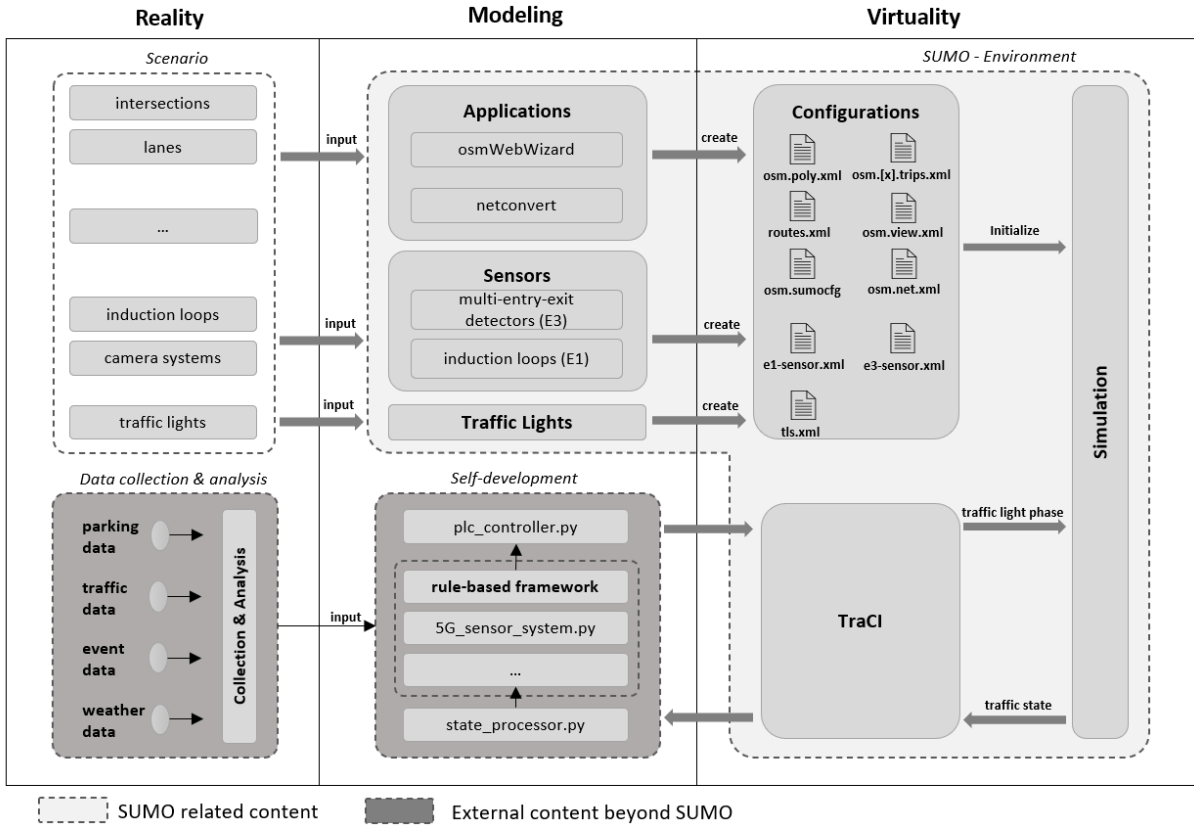 Reality
Modeling
Virtuality
Scenario
intersections
lanes
...
induction loops
camera systems
traffic lights
input
input
input
Applications
osmWebWizard
netconvert
Sensors
multi-entry-exit
detectors (E3)
induction loops (E1)
Traffic Lights
create
create
create
SUMO - Environment
Configurations
osm.poly.xml
osm.[x].trips.xml
routes.xml
osm.view.xml
osm.sumocfg
osm.net.xml
e1-sensor.xml
e3-sensor.xml
tls.xml
Initialize
Simulation
Data collection & analysis
parking
data
traffic
data
event
data
weather
data
Collection & Analysis
input
Self-development
plc_controller.py
rule-based framework
5G_sensor_system.py
...
state_processor.py
TraCI
traffic light phase
traffic state
SUMO related content
External content beyond SUMO